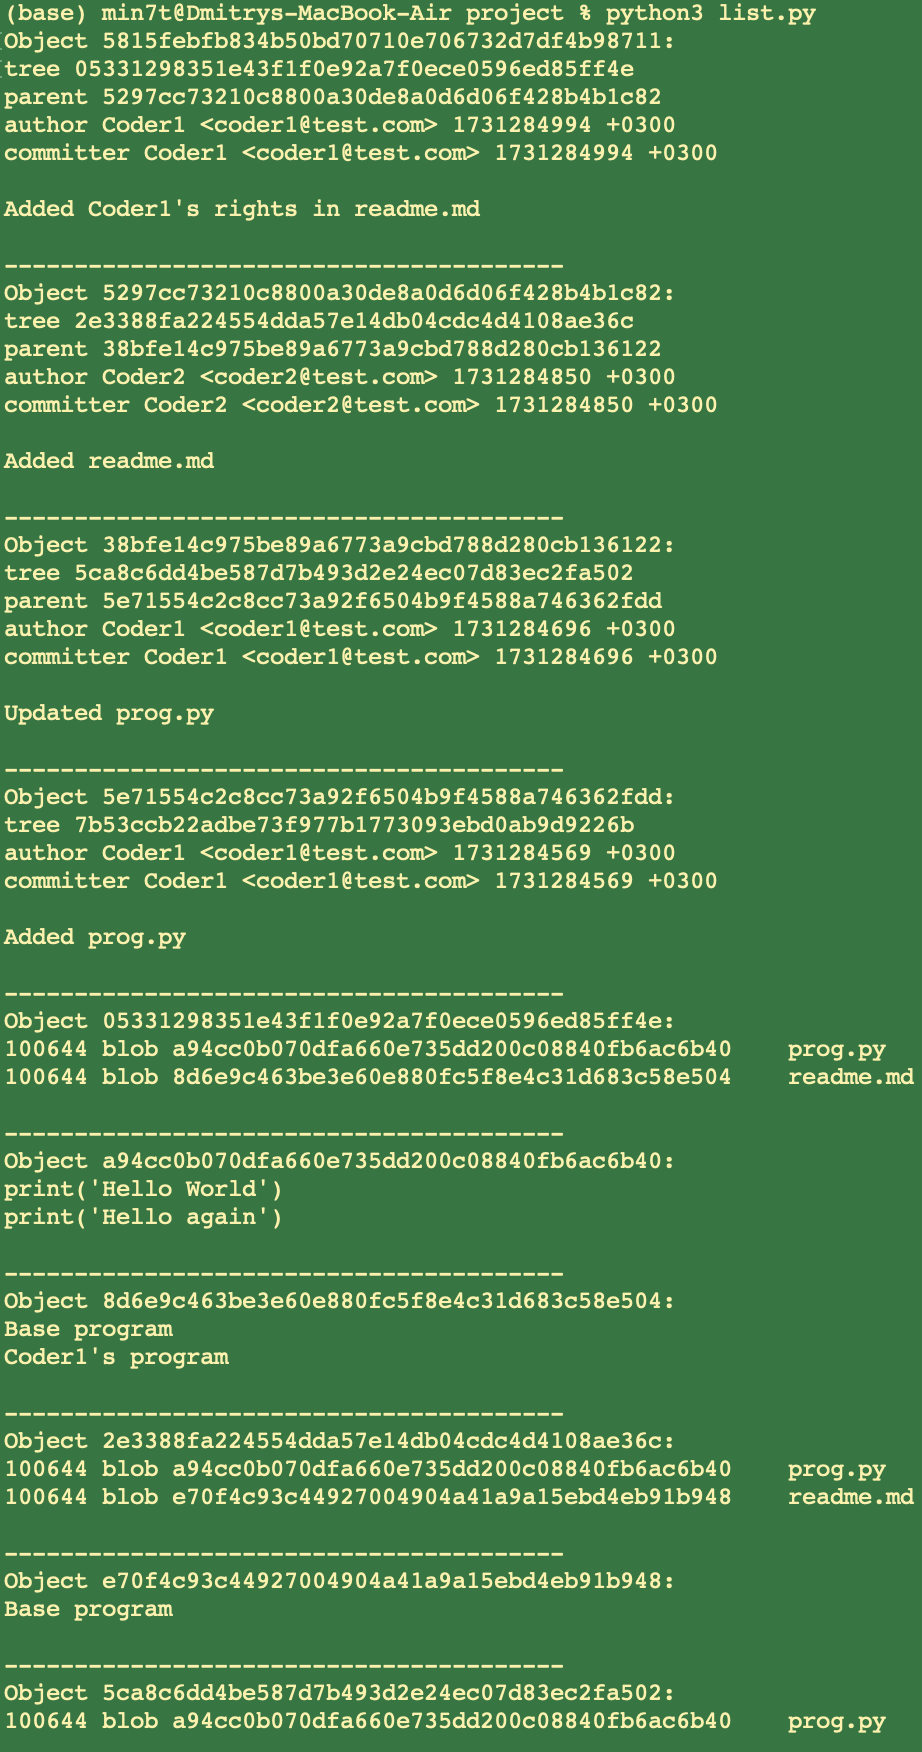 (base) min7t@Dmitrys-MacBook-Air project % python3 list.py
Object 5815febfb834b50bd70710e706732d7df4b98711:
tree 05331298351e43f1f0e92a7f0ece0596ed85ff4e
parent 5297cc73210c8800a30de8a0d6d06f428b4b1c82
author Coder1 <coder1@test.com> 1731284994 +0300
committer Coder1 <coder1@test.com> 1731284994 +0300
Added Coder1's rights in readme.md
----------------------------------------
Object 5297cc73210c8800a30de8a0d6d06f428b4b1c82:
tree 2e3388fa224554dda57e14db04cdc4d4108ae36c
parent 38bfe14c975be89a6773a9cbd788d280cb136122
author Coder2 <coder2@test.com> 1731284850 +0300
committer Coder2 <coder2@test.com> 1731284850 +0300
Added readme.md
----------------------------------------
Object 38bfe14c975be89a6773a9cbd788d280cb136122:
tree 5ca8c6dd4be587d7b493d2e24ec07d83ec2fa502
parent 5e71554c2c8cc73a92f6504b9f4588a746362fdd
author Coder1 <coder1@test.com> 1731284696 +0300
committer Coder1 <coder1@test.com> 1731284696 +0300
Updated prog.py
----------------------------------------
Object 5e71554c2c8cc73a92f6504b9f4588a746362fdd:
tree 7b53ccb22adbe73f977b1773093ebd0ab9d9226b
author Coder1 <coder1@test.com> 1731284569 +0300
committer Coder1 <coder1@test.com> 1731284569 +0300
Added prog.py
----------------------------------------
Object 05331298351e43f1f0e92a7f0ece0596ed85ff4e:
100644 blob a94cc0b070dfa660e735dd200c08840fb6ac6b40    prog.py
100644 blob 8d6e9c463be3e60e880fc5f8e4c31d683c58e504    readme.md
----------------------------------------
Object a94cc0b070dfa660e735dd200c08840fb6ac6b40:
print('Hello World')
print('Hello again')
----------------------------------------
Object 8d6e9c463be3e60e880fc5f8e4c31d683c58e504:
Base program
Coder1's program
----------------------------------------
Object 2e3388fa224554dda57e14db04cdc4d4108ae36c:
100644 blob a94cc0b070dfa660e735dd200c08840fb6ac6b40    prog.py
100644 blob e70f4c93c44927004904a41a9a15ebd4eb91b948    readme.md
----------------------------------------
Object e70f4c93c44927004904a41a9a15ebd4eb91b948:
Base program
----------------------------------------
Object 5ca8c6dd4be587d7b493d2e24ec07d83ec2fa502:
100644 blob a94cc0b070dfa660e735dd200c08840fb6ac6b40    prog.py